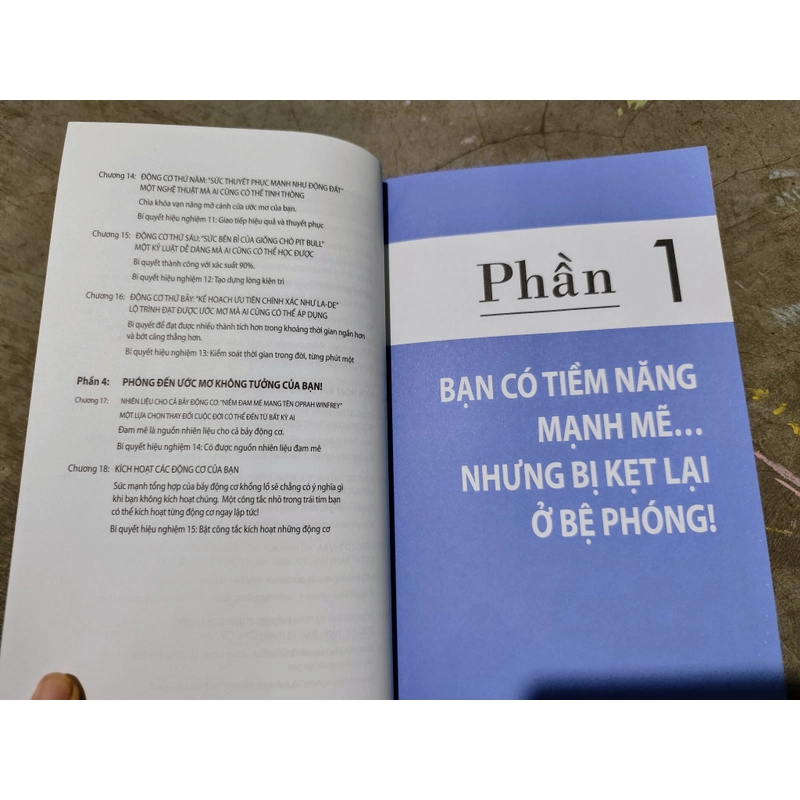 Chương 14: ĐỘNG CƠ THỨ NĂM: "SỨC THUYẾT PHỤC MẠNH NHƯ ĐỘNG ĐẤT"
MỘT NGHỆ THUẬT MÀ AI CŨNG CÓ THỂ TINH THÔNG
Chìa khóa vạn năng mở cánh cửa ước mơ của bạn.
Bí quyết hiệu nghiệm 11: Giao tiếp hiệu quả và thuyết phục
Chương 15: ĐỘNG CƠ THỨ SÁU: "SỨC BỀN BỈ CỦA GIỐNG CHÓ PIT BULL"
MỘT KỶ LUẬT DỄ DÀNG MÀ AI CŨNG CÓ THỂ HỌC ĐƯỢC
Bí quyết thành công với xác suất 90%.
Bí quyết hiệu nghiệm 12: Tạo dựng lòng kiên trì
Chương 16: ĐỘNG CƠ THỨ BẢY: "KẾ HOẠCH ƯU TIÊN CHÍNH XÁC NHƯ LA-DE"
LỘ TRÌNH ĐẠT ĐƯỢC ƯỚC MƠ MÀ AI CŨNG CÓ THỂ ÁP DỤNG
Bí quyết để đạt được nhiều thành tích hơn trong khoảng thời gian ngắn hơn
và bớt căng thẳng hơn.
Bí quyết hiệu nghiệm 13: Kiểm soát thời gian trong đời, từng phút một
Phần 4: PHÓNG ĐẾN ƯỚC MƠ KHÔNG TƯỞNG CỦA BẠN!
Chương 17: NHIÊN LIỆU CHO CẢ BẢY ĐỘNG CƠ: "NIỀM ĐAM MÊ MANG TÊN OPRAH WINFREY"
MỘT LỰA CHỌN THAY ĐỔI CUỘC ĐỜI CÓ THỂ ĐẾN TỪ BẤT KỲ AI
Đam mê là nguồn nhiên liệu cho cả bảy động cơ.
Bí quyết hiệu nghiệm 14: Có được nguồn nhiên liệu đam mê
Chương 18: KÍCH HOẠT CÁC ĐỘNG CƠ CỦA BẠN
Sức mạnh tổng hợp của bảy động cơ khổng lồ sẽ chẳng có ý nghĩa gì
khi bạn không kích hoạt chúng. Một công tắc nhỏ trong trái tim bạn
có thể kích hoạt từng động cơ ngay lập tức!
Bí quyết hiệu nghiệm 15: Bật công tắc kích hoạt những động cơ
Phần 1
BẠN CÓ TIỀM NĂNG
MẠNH MẼ...
NHƯNG BỊ KẸT LẠI
Ở BỆ PHÓNG!